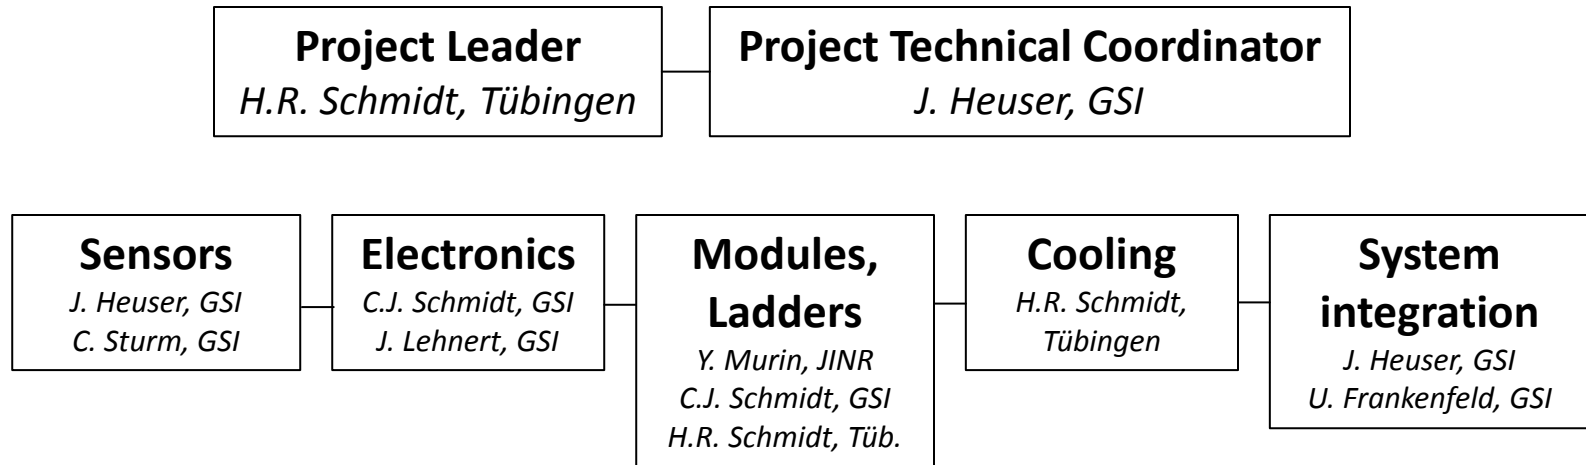 Project Leader
H.R. Schmidt, Tübingen
Project Technical Coordinator
J. Heuser, GSI
Sensors
J. Heuser, GSI
C. Sturm, GSI
Electronics
C.J. Schmidt, GSI
J. Lehnert, GSI
Modules,
Ladders
Y. Murin, JINR
C.J. Schmidt, GSI
H.R. Schmidt, Tüb.
Cooling
H.R. Schmidt,
Tübingen
System
integration
J. Heuser, GSI
U. Frankenfeld, GSI